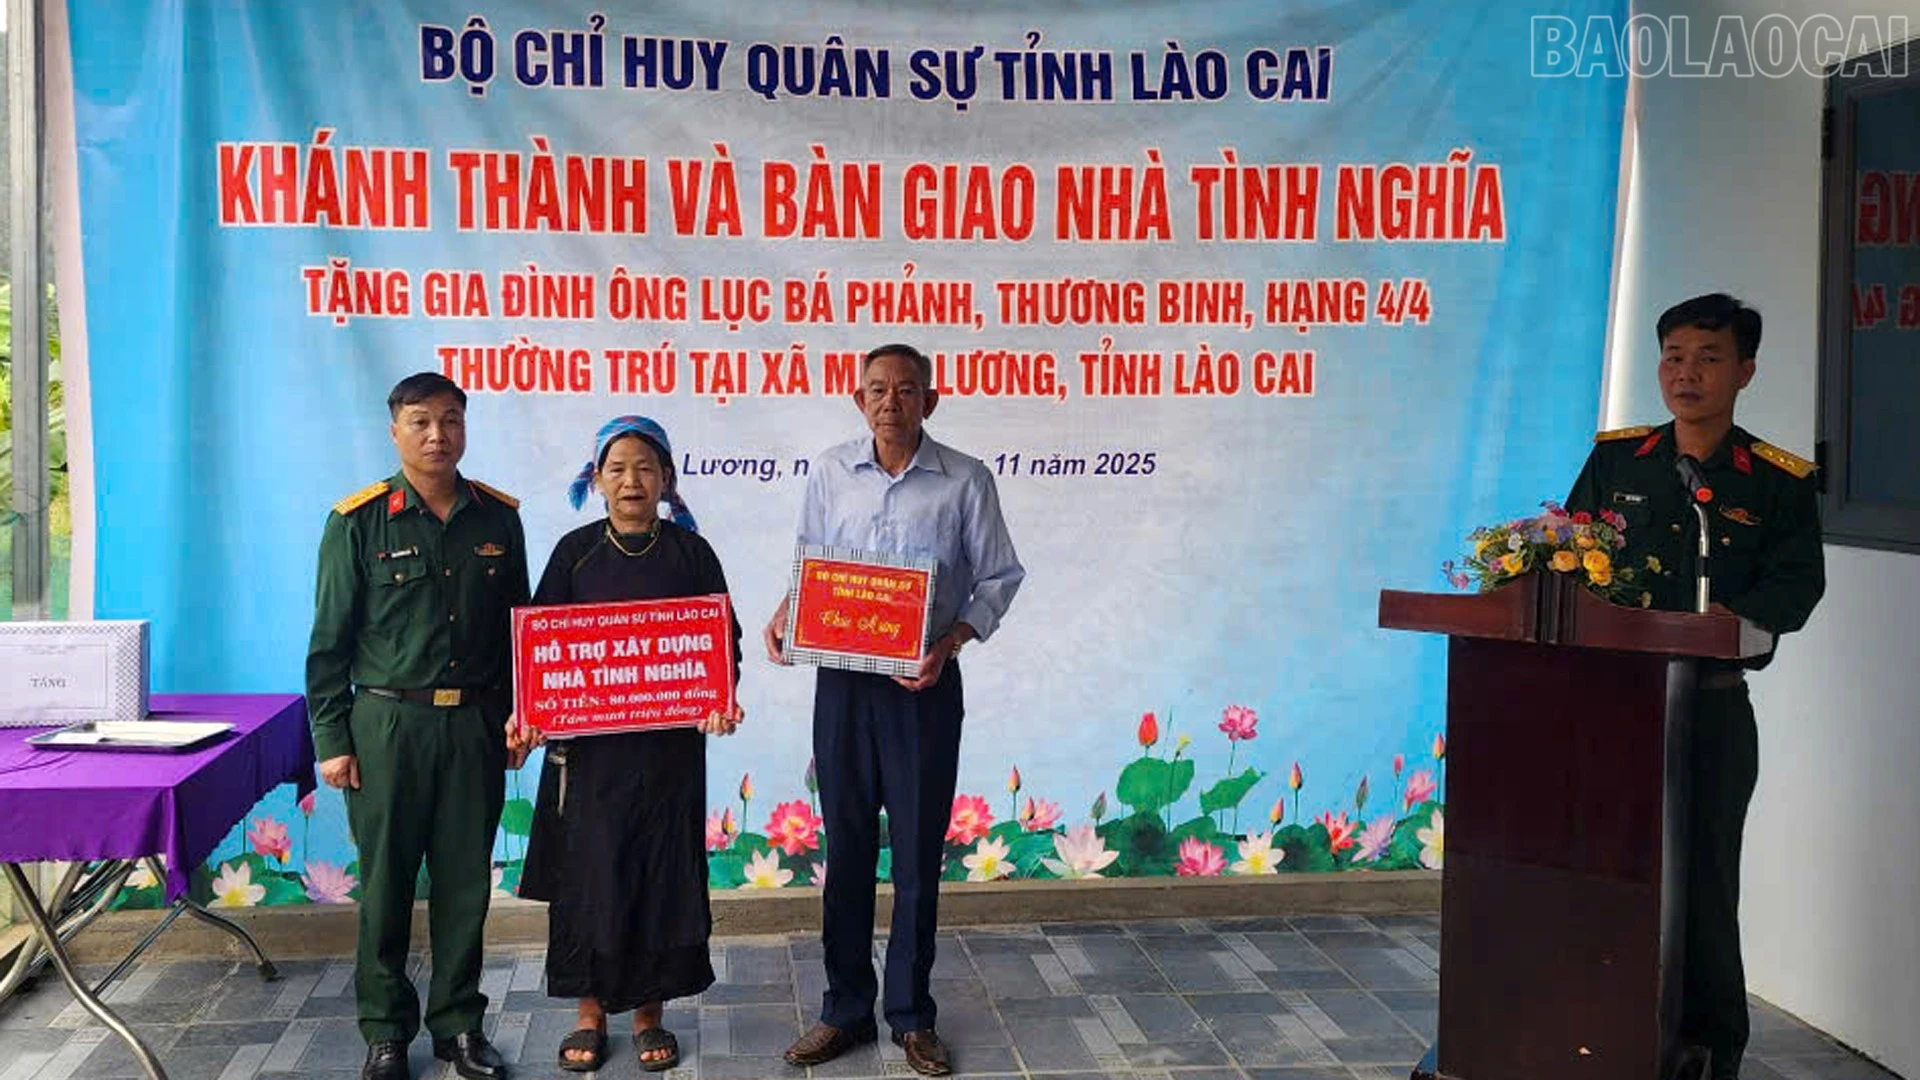 BAOLAOCAI
BỘ CHỈ HUY QUÂN SỰ TỈNH LÀO CAI
KHÁNH THÀNH VÀ BÀN GIAO NHÀ TÌNH NGHĨA
TẶNG GIA ĐÌNH ÔNG LỤC BÁ PHẢNH, THƯƠNG BINH, HẠNG 4/4
THƯỜNG TRÚ TẠI XÃ LƯƠNG, TỈNH LÀO CAI
Lương, 11 năm 2025
BỘ CHỈ HUY QUÂN SỰ
TỈNH LÀO CAI
Chúc Mừng
BỘ CHỈ HUY QUÂN SỰ TỈNH LÀO CAI
HỖ TRỢ XÂY DỰNG
NHÀ TÌNH NGHĨA
SỐ TIỀN: 80.000.000 đồng
(Tám mươi triệu đồng)
TẶNG